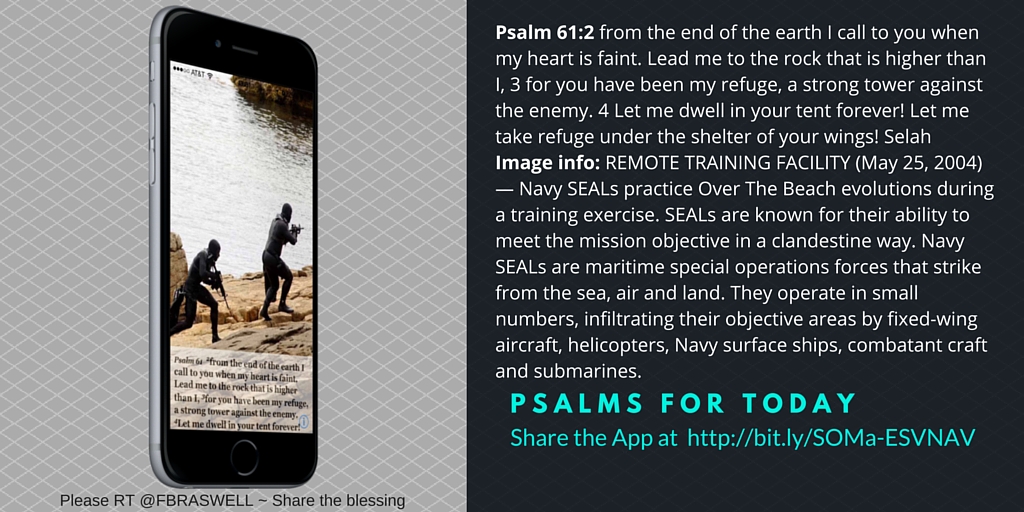 AT&T
Psalm 61 ²from the end of the earth I
call to you when my heart is faint.
Lead me to the rock that is higher
than I, ³for you have been my refuge,
a strong tower against the enemy.
⁴Let me dwell in your tent forever!
Please RT @FBRASWELL ~ Share the blessing
Psalm 61:2 from the end of the earth I call to you when
my heart is faint. Lead me to the rock that is higher than
I, 3 for you have been my refuge, a strong tower against
the enemy. 4 Let me dwell in your tent forever! Let me
take refuge under the shelter of your wings! Selah
Image info: REMOTE TRAINING FACILITY (May 25, 2004)
— Navy SEALs practice Over The Beach evolutions during
a training exercise. SEALs are known for their ability to
meet the mission objective in a clandestine way. Navy
SEALs are maritime special operations forces that strike
from the sea, air and land. They operate in small
numbers, infiltrating their objective areas by fixed-wing
aircraft, helicopters, Navy surface ships, combatant craft
and submarines.
PSALMS FOR TODAY
Share the App at http://bit.ly/SOMa-ESVNAV